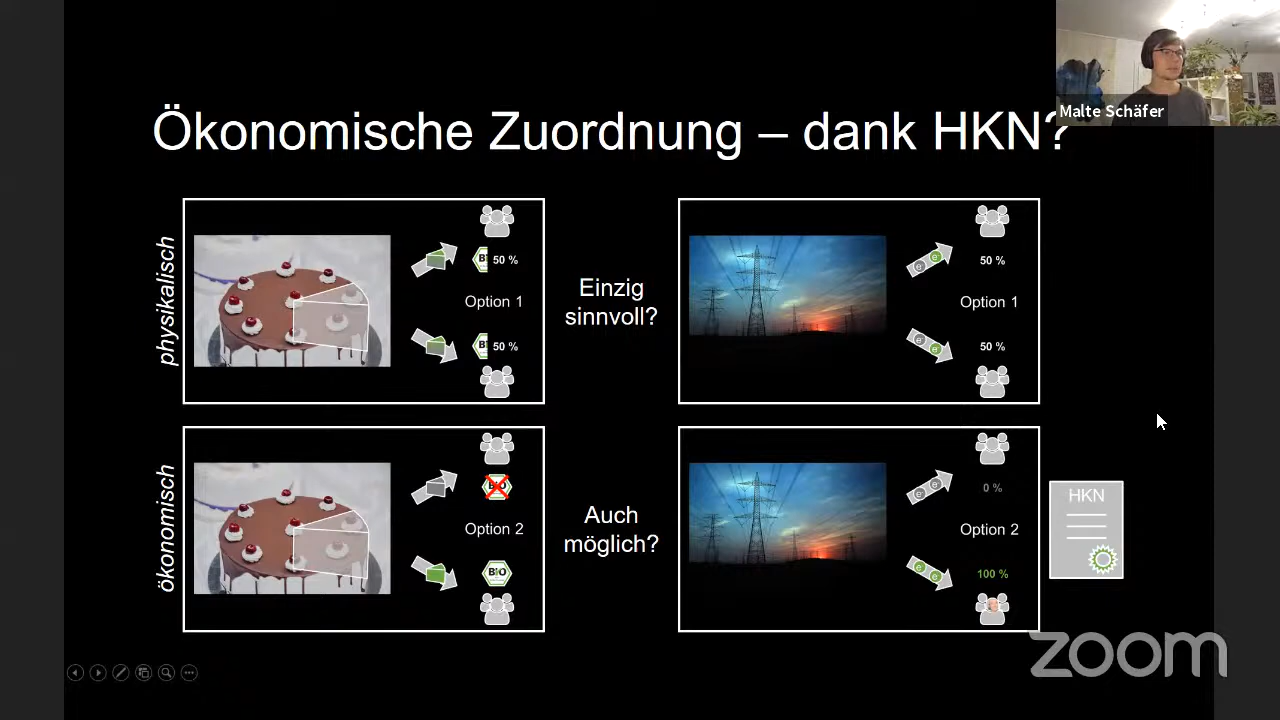 Malte Schäfer
Ökonomische Zuordnung – dank HKN?
physikalisch
50 %
Option 1
50 %
Einzig
sinnvoll?
50 %
Option 1
50 %
ökonomisch
Option 2
BIO
Auch
möglich?
0 %
Option 2
100 %
HKN
zoom